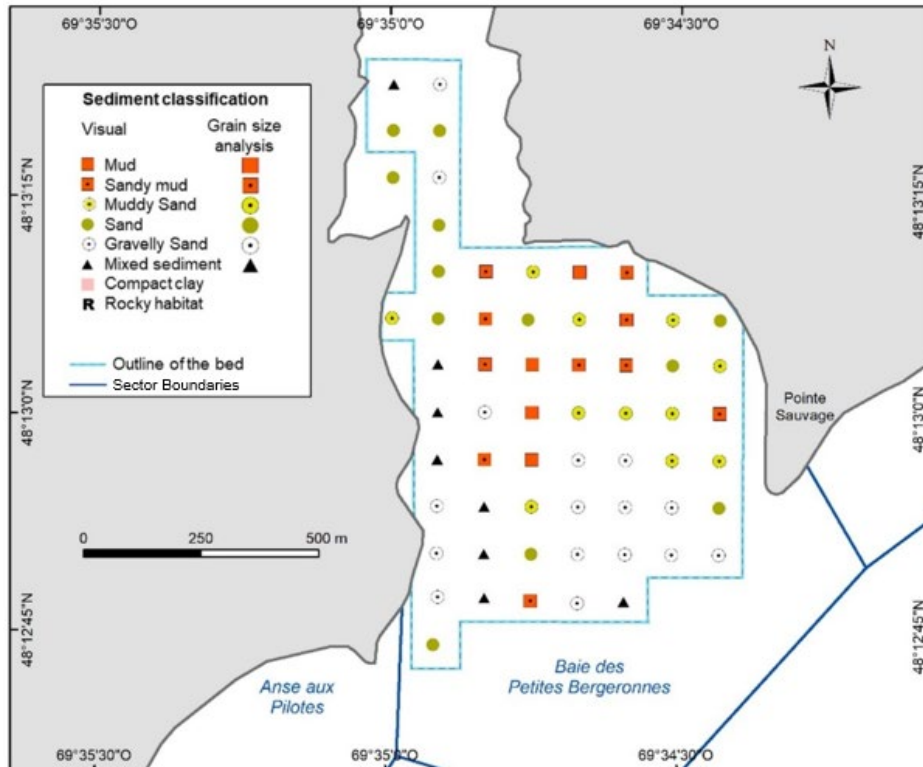 69°35'30"O 69°35'0"O 69°34'30"O
N
Sediment classification
Visual
Grain size
analysis
Mud
Sandy mud
Muddy Sand
Sand
Gravelly Sand
Mixed sediment
Compact clay
R Rocky habitat
Outline of the bed
Sector Boundaries
48°13'15"N 48°13'15"N
48°13'0"N 48°13'0"N
48°12'45"N 48°12'45"N
Pointe
Sauvage
0 250 500 m
Anse aux
Pilotes
Baie des
Petites Bergeronnes
69°35'30"O 69°35'0"O 69°34'30"O